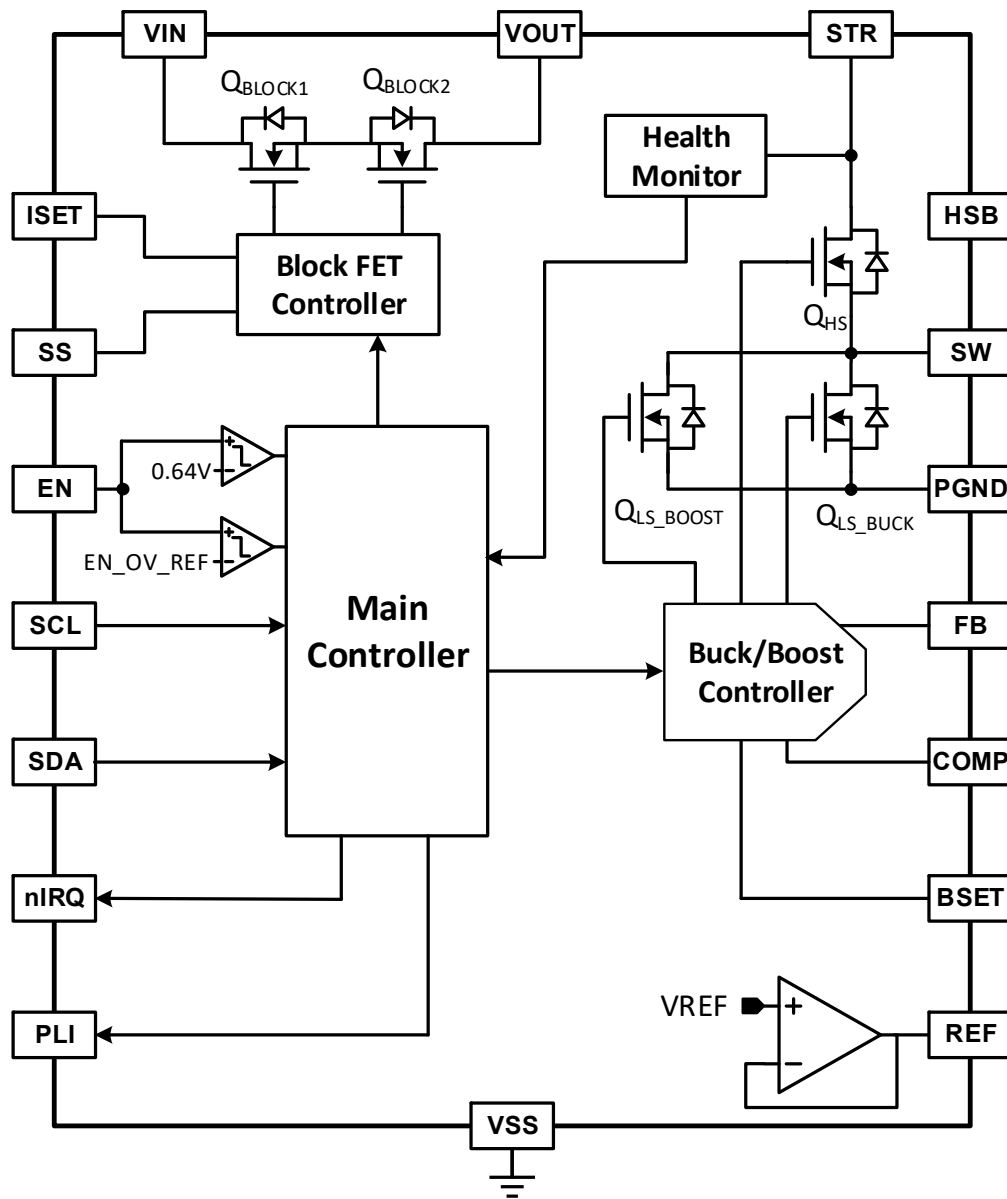 VIN
VOUT
STR
QBLOCK1
QBLOCK2
Health
Monitor
ISET
HSB
Block FET
Controller
QHS
SS
SW
EN
0.64V
PGND
QLS_BOOST
QLS_BUCK
EN_OV_REF
SCL
FB
Main
Controller
Buck/Boost
Controller
SDA
COMP
nIRQ
BSET
VREF
PLI
REF
VSS